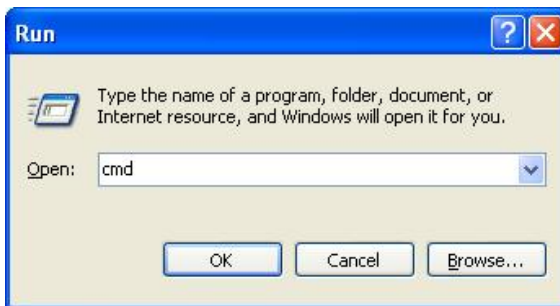 Run
Type the name of a program, folder, document, or
Internet resource, and Windows will open it for you.
Open: cmd
OK Cancel Browse...